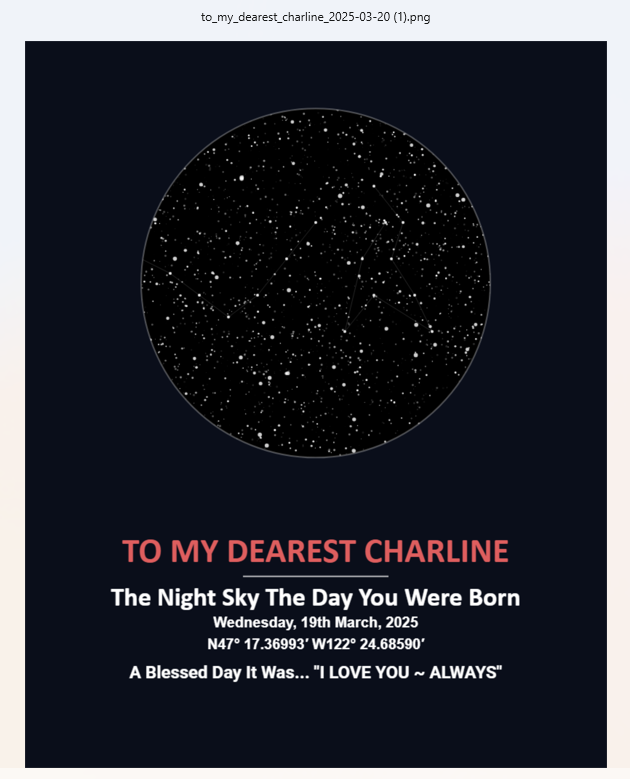 to_my_dearest_charline_2025-03-20 (1).png
TO MY DEAREST CHARLINE
The Night Sky The Day You Were Born
Wednesday, 19th March, 2025
N47° 17.36993′ W122° 24.68590′
A Blessed Day It Was... "I LOVE YOU ~ ALWAYS"